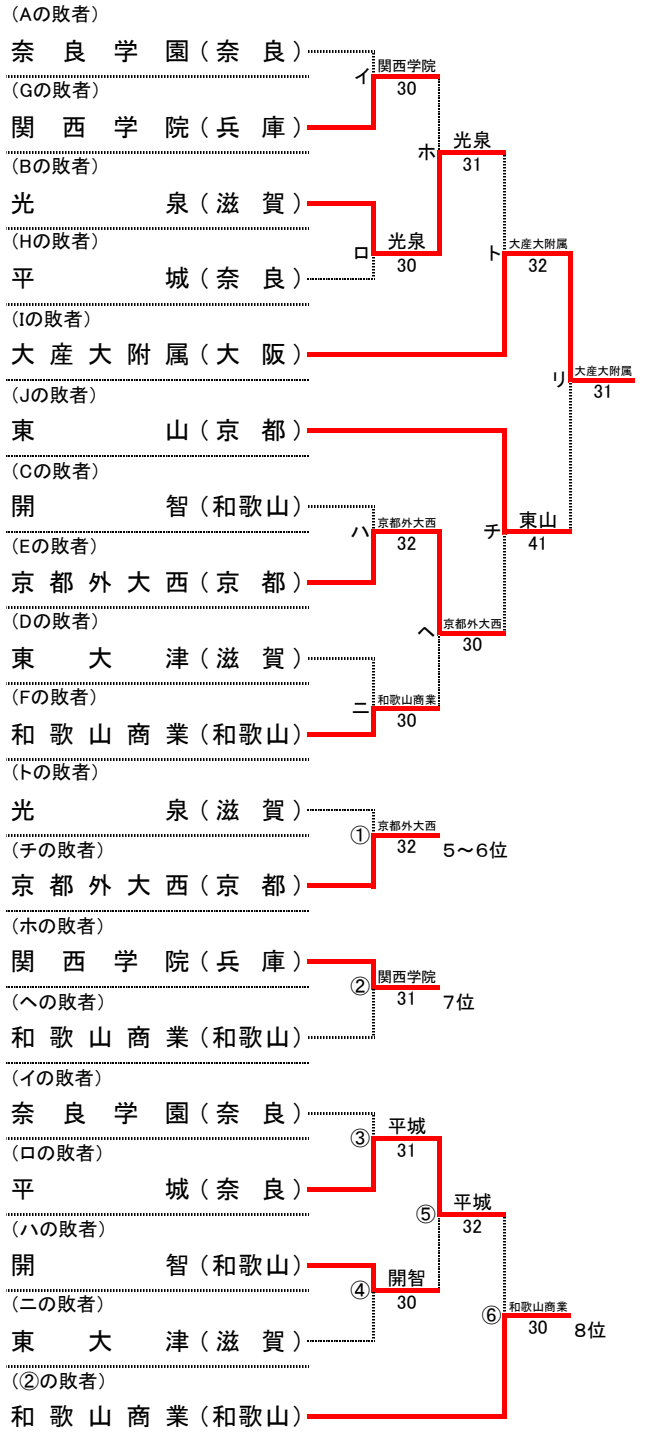 (Aの敗者)
奈良学園(奈良)
イ
関西学院
30
(Gの敗者)
関西学院(兵庫)
ホ
光泉
31
(Bの敗者)
光泉(滋賀)
ロ
光泉
30
(Hの敗者)
平城(奈良)
ト
大産大附属
32
(Iの敗者)
大産大附属(大阪)
リ
大産大附属
31
(Jの敗者)
東山(京都)
(Cの敗者)
開智(和歌山)
ハ
京都外大西
32
チ
東山
41
(Eの敗者)
京都外大西(京都)
(Dの敗者)
ヘ
京都外大西
30
東大津(滋賀)
(Fの敗者)
ニ
和歌山商業
30
和歌山商業(和歌山)
(トの敗者)
光泉(滋賀)
①
京都外大西
32
5~6位
(チの敗者)
京都外大西(京都)
(ホの敗者)
関西学院(兵庫)
②
関西学院
31
7位
(ヘの敗者)
和歌山商業(和歌山)
(イの敗者)
奈良学園(奈良)
③
平城
31
(ロの敗者)
平城(奈良)
⑤
平城
32
(ハの敗者)
開智(和歌山)
④
開智
30
(ニの敗者)
東大津(滋賀)
⑥
和歌山商業
30
8位
(②の敗者)
和歌山商業(和歌山)